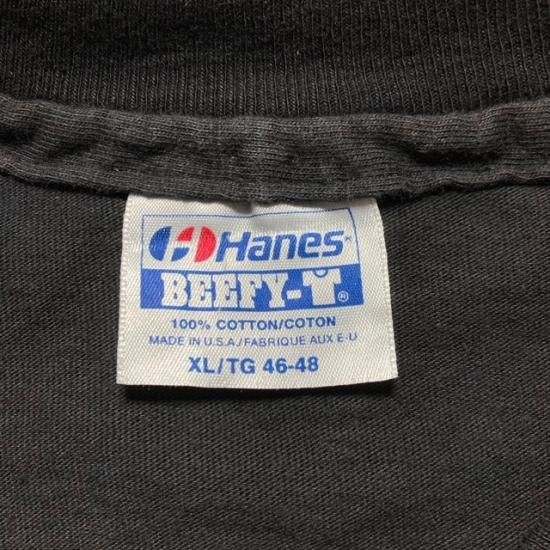 Hanes®
BEEFY-T®
100% COTTON/COTON
MADE IN U.S.A./FABRIQUE AUX E-U
XL/TG 46-48